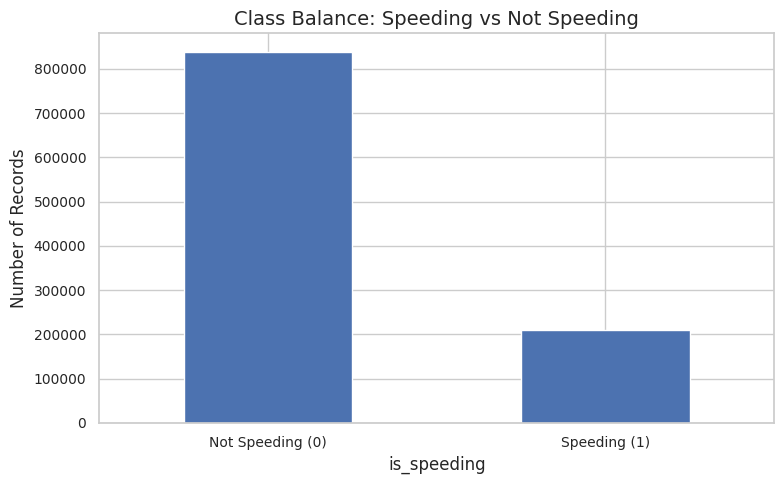 Class Balance: Speeding vs Not Speeding
Number of Records
800000
700000
600000
500000
400000
300000
200000
100000
0
Not Speeding (0)
Speeding (1)
is_speeding